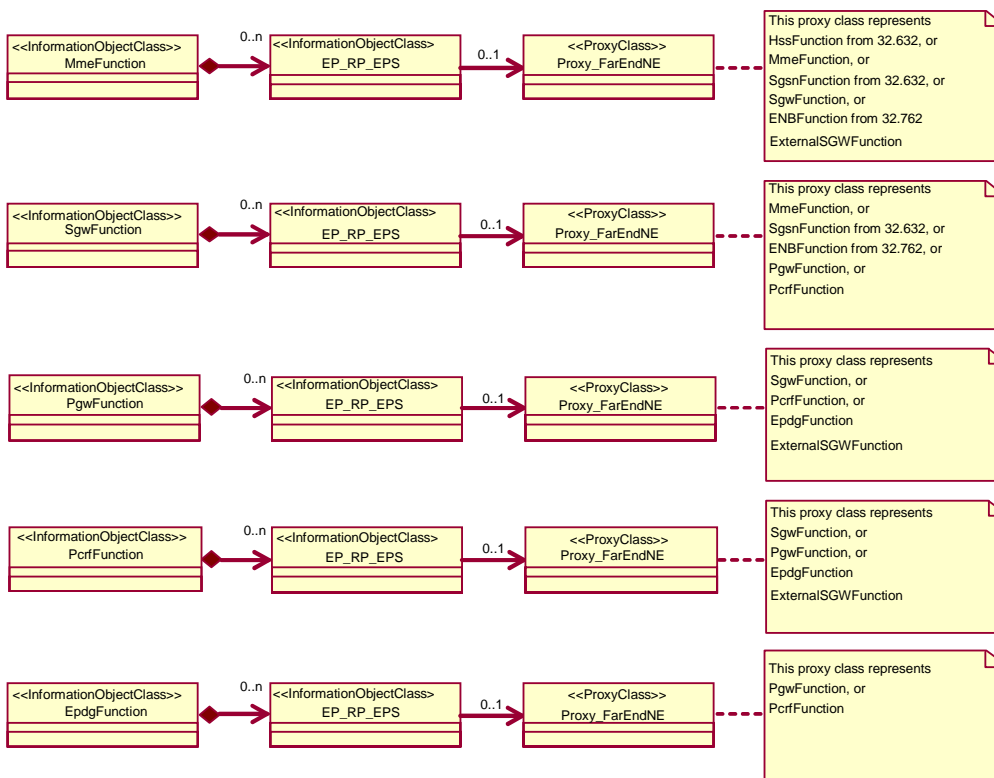 <<InformationObjectClass>>
MmeFunction
0..n
<<InformationObjectClass>
EP_RP_EPS
0..1
<<ProxyClass>>
Proxy_FarEndNE
This proxy class represents
HssFunction from 32.632, or
MmeFunction, or
SgsnFunction from 32.632, or
SgwFunction, or
ENBFunction from 32.762
ExternalSGWFunction
<<InformationObjectClass>>
SgwFunction
0..n
<<InformationObjectClass>
EP_RP_EPS
0..1
<<ProxyClass>>
Proxy_FarEndNE
This proxy class represents
MmeFunction, or
SgsnFunction from 32.632, or
ENBFunction from 32.762, or
PgwFunction, or
PcrfFunction
<<InformationObjectClass>>
PgwFunction
0..n
<<InformationObjectClass>
EP_RP_EPS
0..1
<<ProxyClass>>
Proxy_FarEndNE
This proxy class represents
SgwFunction, or
PcrfFunction, or
EpdgFunction
ExternalSGWFunction
<<InformationObjectClass>>
PcrfFunction
0..n
<<InformationObjectClass>
EP_RP_EPS
0..1
<<ProxyClass>>
Proxy_FarEndNE
This proxy class represents
SgwFunction, or
PgwFunction, or
EpdgFunction
ExternalSGWFunction
<<InformationObjectClass>>
EpdgFunction
0..n
<<InformationObjectClass>
EP_RP_EPS
0..1
<<ProxyClass>>
Proxy_FarEndNE
This proxy class represents
PgwFunction, or
PcrfFunction